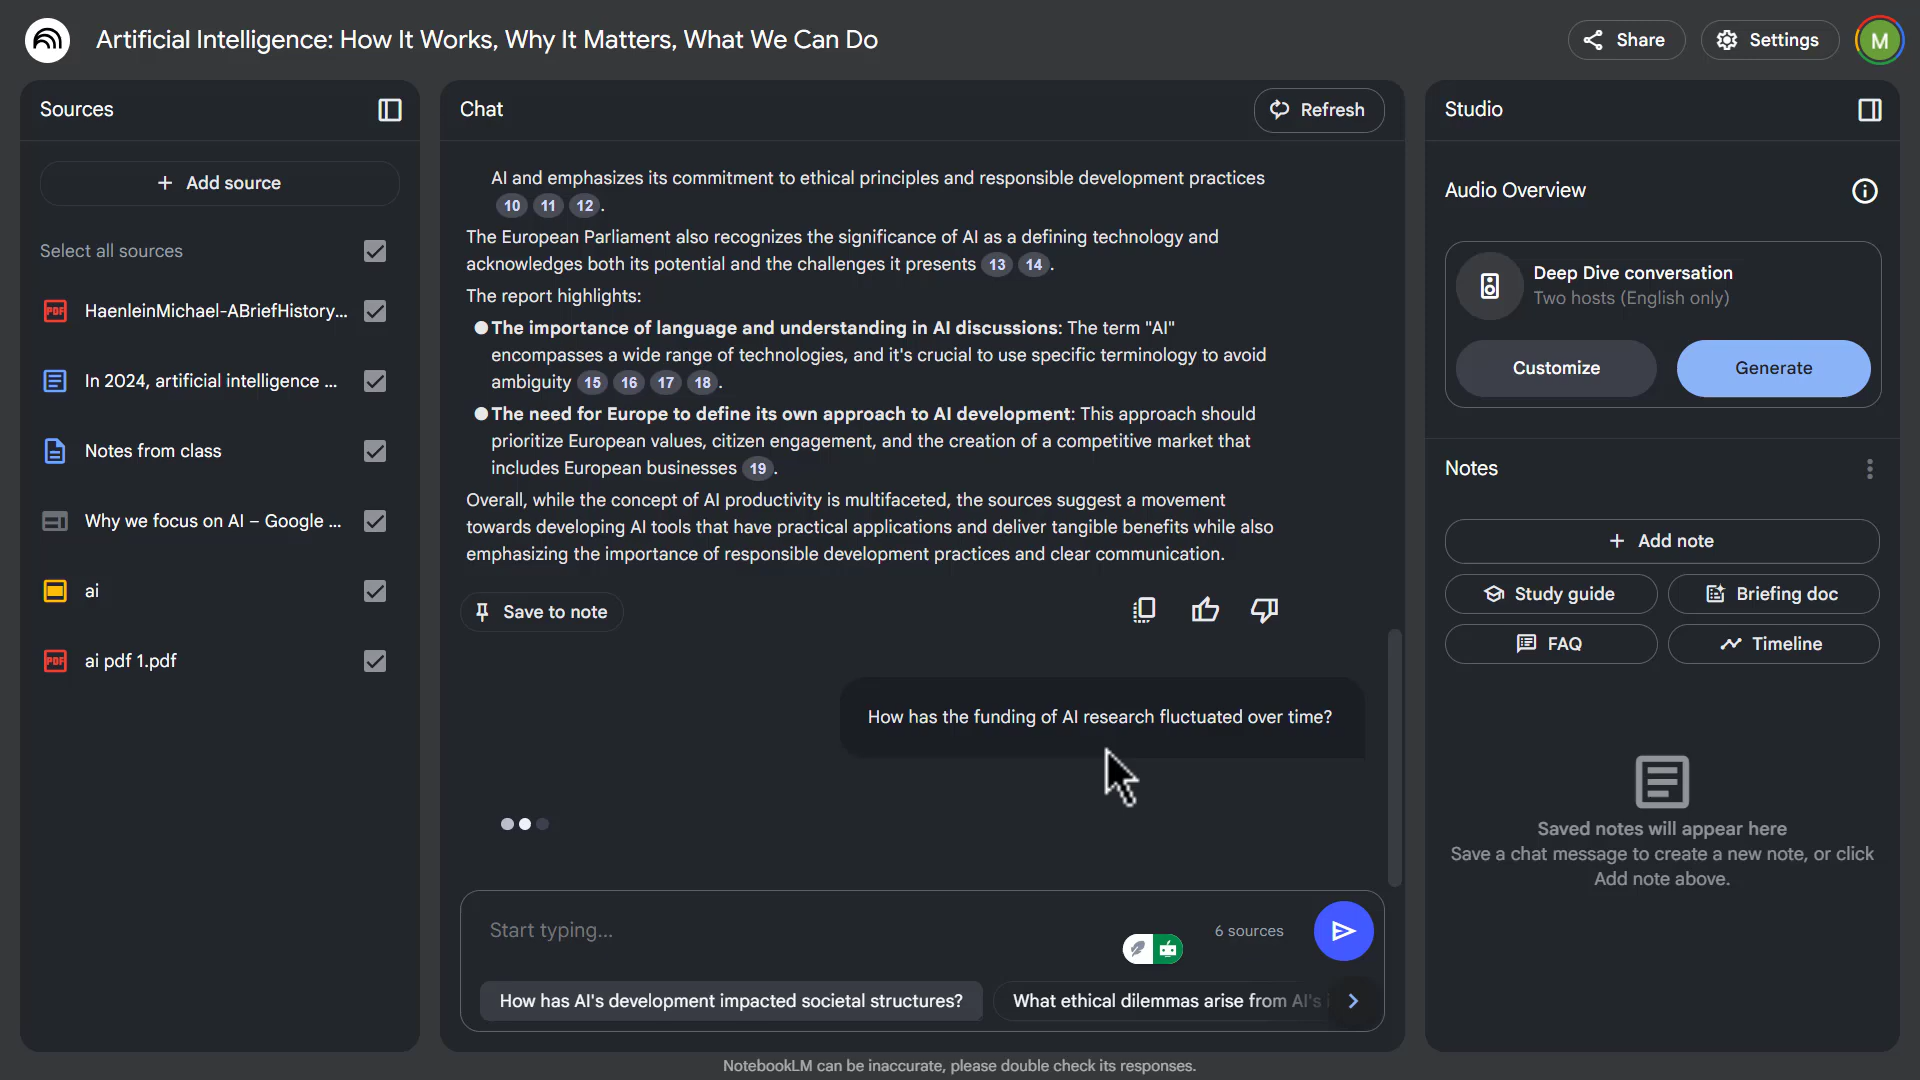 Artificial Intelligence: How It Works, Why It Matters, What We Can Do
Share
Settings
M
Sources
Add source
Select all sources
PDF HaenleinMichael-ABriefHistory...
In 2024, artificial intelligence ...
Notes from class
Why we focus on AI – Google ...
ai
PDF ai pdf 1.pdf
Chat
Refresh
AI and emphasizes its commitment to ethical principles and responsible development practices
10 11 12 .
The European Parliament also recognizes the significance of AI as a defining technology and
acknowledges both its potential and the challenges it presents 13 14 .
The report highlights:
● The importance of language and understanding in AI discussions: The term "AI"
encompasses a wide range of technologies, and it's crucial to use specific terminology to avoid
ambiguity 15 16 17 18 .
● The need for Europe to define its own approach to AI development: This approach should
prioritize European values, citizen engagement, and the creation of a competitive market that
includes European businesses 19 .
Overall, while the concept of AI productivity is multifaceted, the sources suggest a movement
towards developing AI tools that have practical applications and deliver tangible benefits while also
emphasizing the importance of responsible development practices and clear communication.
Save to note
How has the funding of AI research fluctuated over time?
Start typing...
6 sources
How has AI's development impacted societal structures?
What ethical dilemmas arise from AI's
NotebookLM can be inaccurate, please double check its responses.
Studio
Audio Overview
Deep Dive conversation
Two hosts (English only)
Customize
Generate
Notes
Add note
Study guide
Briefing doc
FAQ
Timeline
Saved notes will appear here
Save a chat message to create a new note, or click
Add note above.